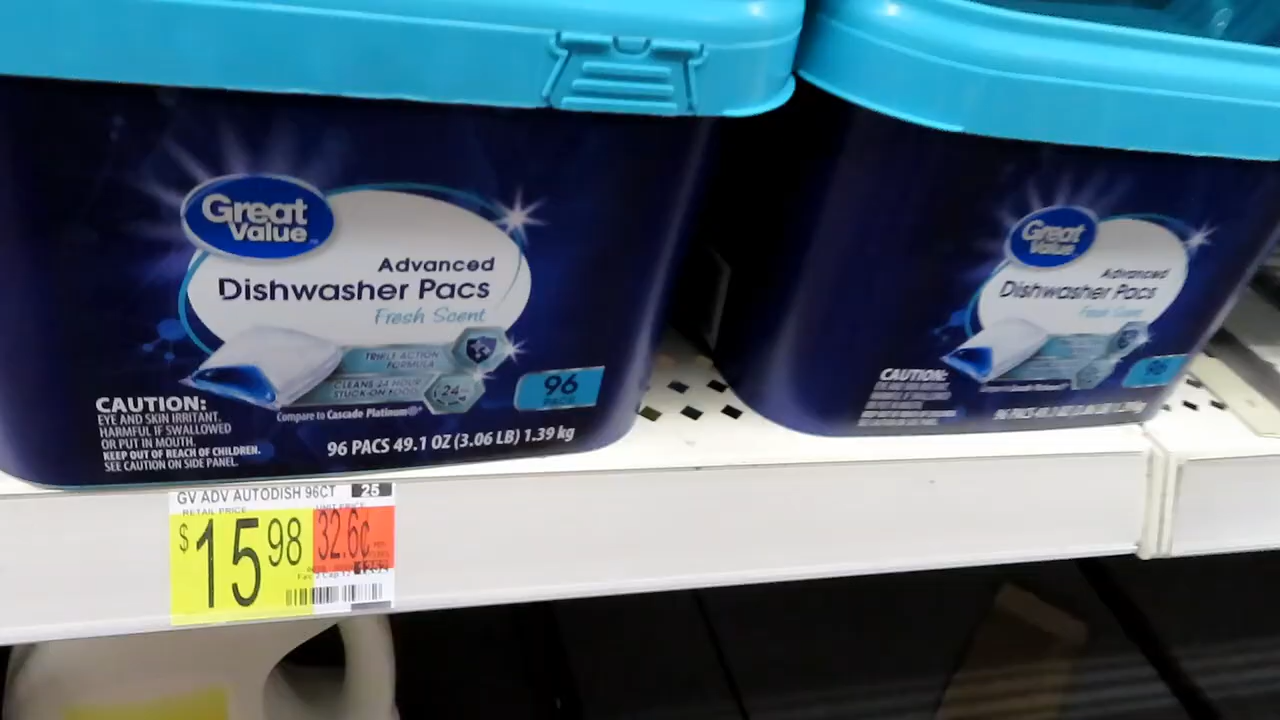 Great
Value
Advanced
Dishwasher Pacs
Fresh Scent
TRIPLE ACTION
FORMULA
CLEANS 24 HOUR
STUCK-ON FOOD
24
96
Compare to Cascade Platinum®*
CAUTION:
EYE AND SKIN IRRITANT.
HARMFUL IF SWALLOWED
OR PUT IN MOUTH.
KEEP OUT OF REACH OF CHILDREN.
SEE CAUTION ON SIDE PANEL.
96 PACS 49.1 OZ (3.06 LB) 1.39 kg
Great
Value
Advanced
Dishwasher Pacs
Fresh Scent
96
CAUTION:
GV ADV AUTODISH 96CT 25
RETAIL PRICE UNIT PRICE
$15 98 32.6¢